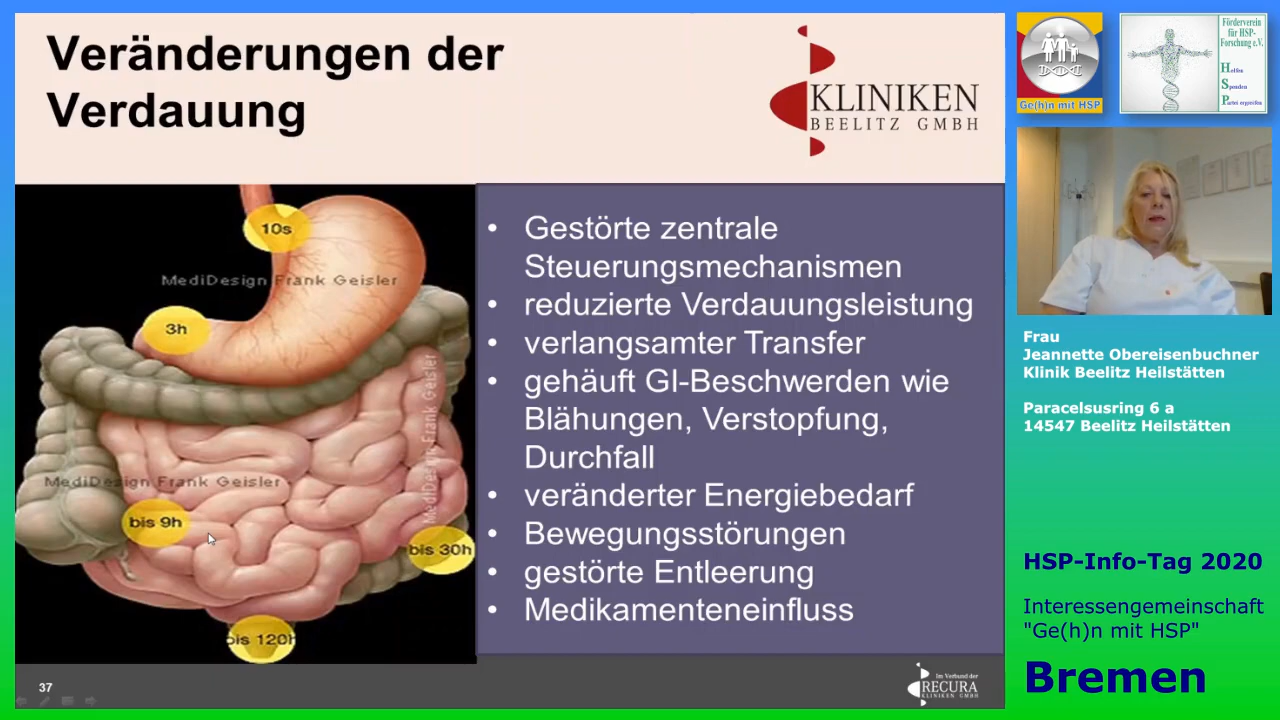 Veränderungen der
Verdauung
KLINIKEN
BEELITZ GMBH
10s
MediDesign Frank Geisler
3h
MediDesign Frank Geisler
MediDesign Frank Geisler
bis 9h
bis 30h
bis 120h
• Gestörte zentrale
Steuerungsmechanismen
• reduzierte Verdauungsleistung
• verlangsamter Transfer
• gehäuft GI-Beschwerden wie
Blähungen, Verstopfung,
Durchfall
• veränderter Energiebedarf
• Bewegungsstörungen
• gestörte Entleerung
• Medikamenteneinfluss
37
Im Verbund der
RECURA
KLINIKEN GMBH
Ge(h)n mit HSP
Förderverein
für HSP-
Forschung e.V.
Helfen
Spenden
Partei ergreifen
Frau
Jeannette Obereisenbuchner
Klinik Beelitz Heilstätten
Paracelsusring 6 a
14547 Beelitz Heilstätten
HSP-Info-Tag 2020
Interessengemeinschaft
"Ge(h)n mit HSP"
Bremen